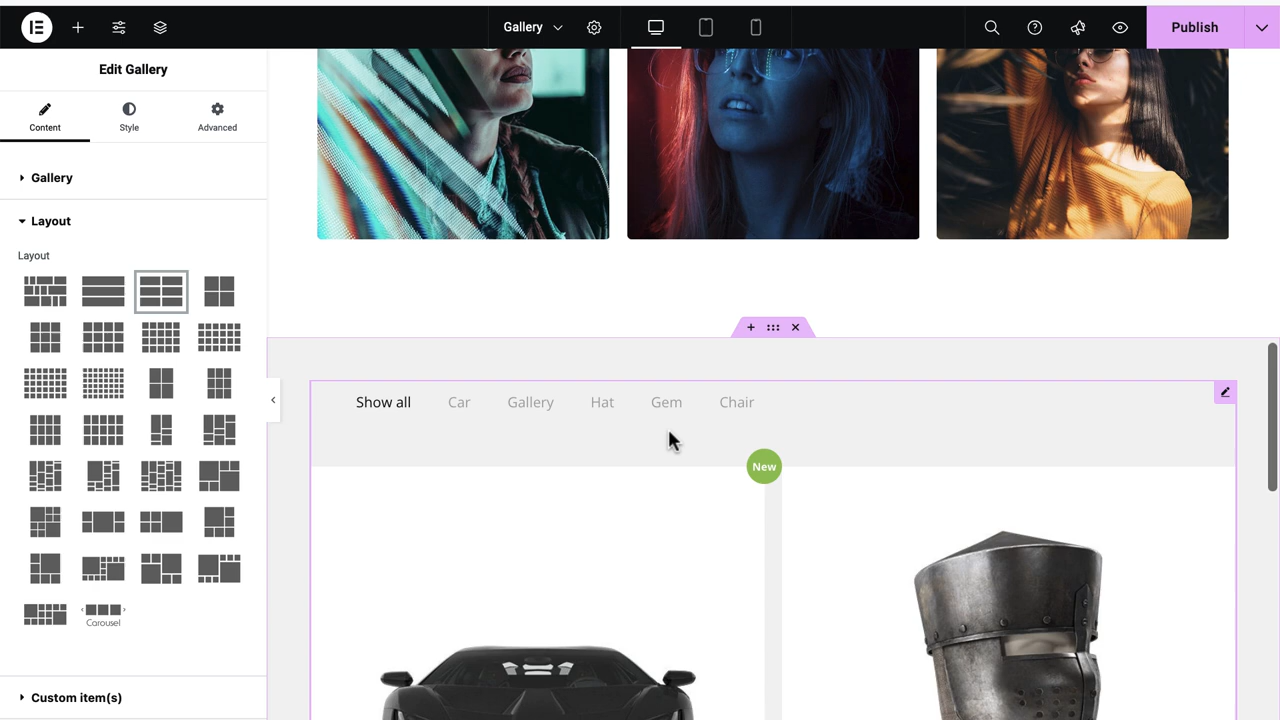 Gallery
Publish
Edit Gallery
Content
Style
Advanced
Gallery
Layout
Layout
Carousel
Custom item(s)
Show all
Car
Gallery
Hat
Gem
Chair
New